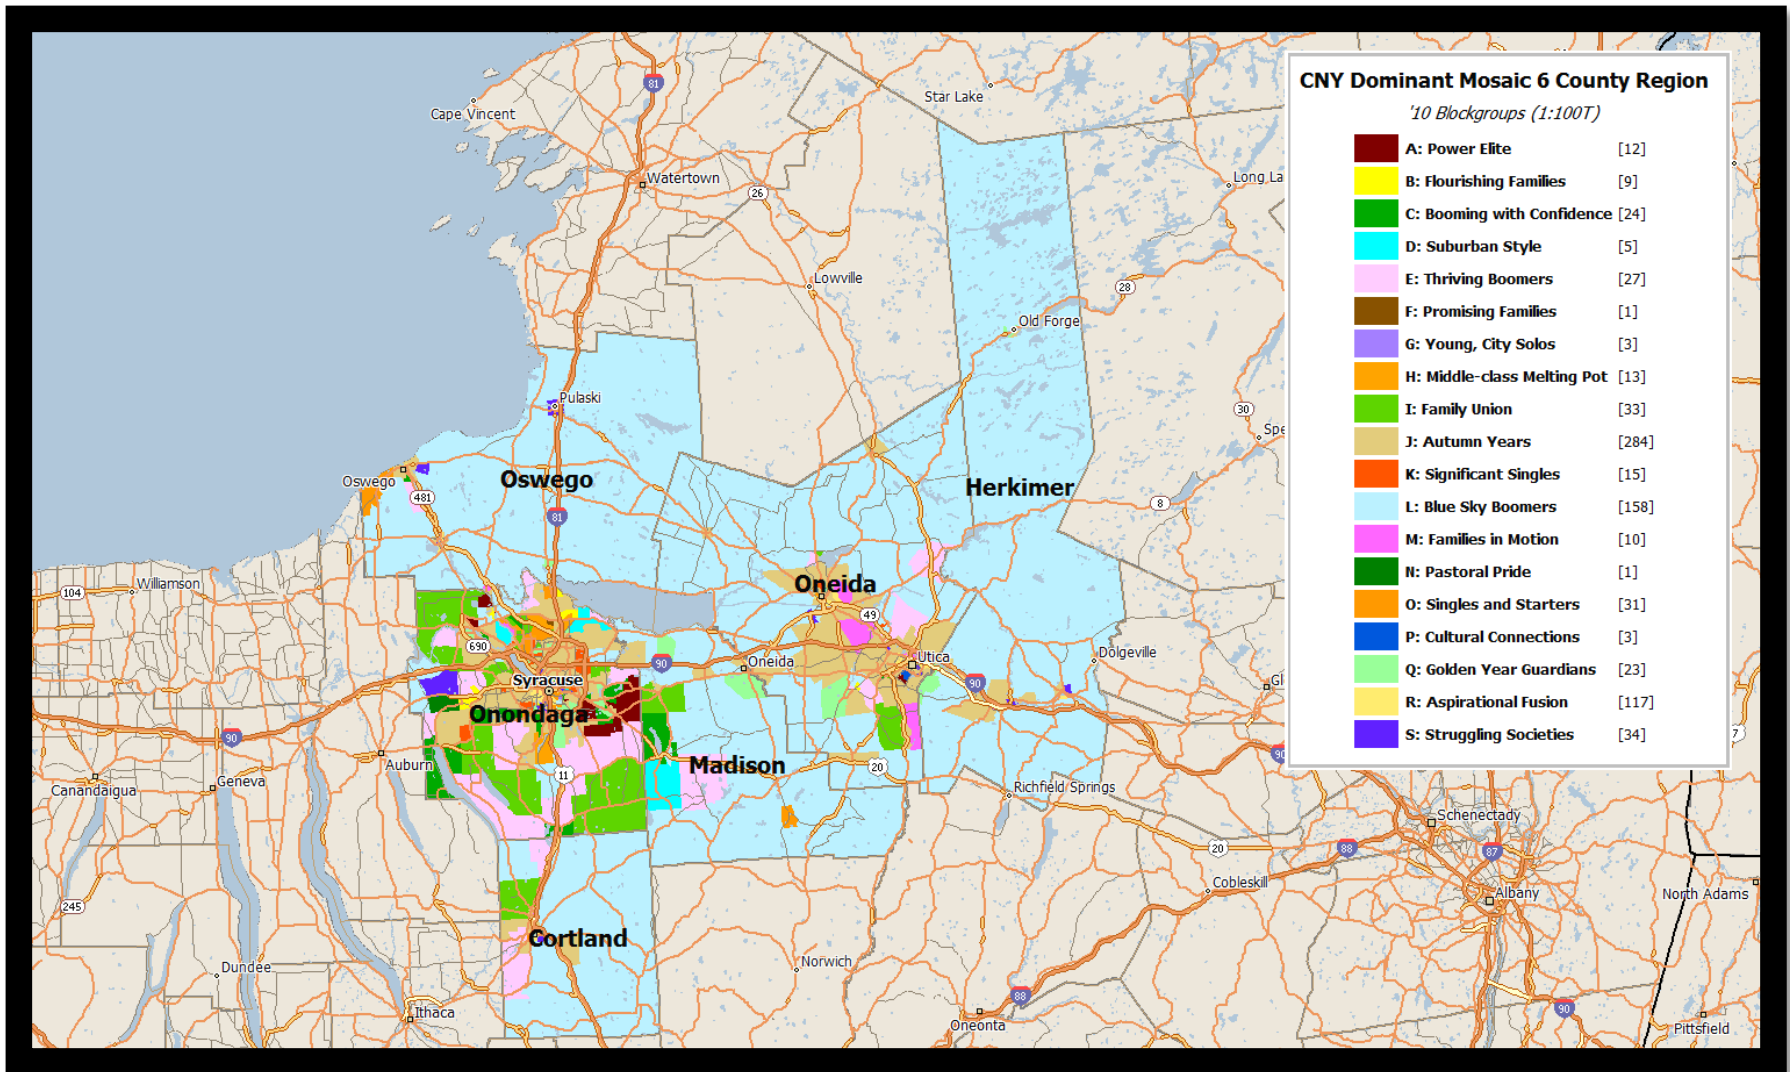 CNY Dominant Mosaic 6 County Region
'10 Blockgroups (1:100T)
A: Power Elite [12]
B: Flourishing Families [9]
C: Booming with Confidence [24]
D: Suburban Style [5]
E: Thriving Boomers [27]
F: Promising Families [1]
G: Young, City Solos [3]
H: Middle-class Melting Pot [13]
I: Family Union [33]
J: Autumn Years [284]
K: Significant Singles [15]
L: Blue Sky Boomers [158]
M: Families in Motion [10]
N: Pastoral Pride [1]
O: Singles and Starters [31]
P: Cultural Connections [3]
Q: Golden Year Guardians [23]
R: Aspirational Fusion [117]
S: Struggling Societies [34]
81
Star Lake
Cape Vincent
Watertown
26
Long La
Lowville
28
Old Forge
Pulaski
30
Spe
Oswego
Oswego
Herkimer
481
8
81
Williamson
104
Oneida
49
690
Oneida
90
Utica
Dolgeville
Syracuse
90
Gl
Onondaga
90
7
90
Auburn
Madison
20
11
Canandaigua
Geneva
Richfield Springs
Schenectady
20
88
87
Cobleskill
Albany
North Adams
245
Cortland
Dundee
Norwich
88
90
Ithaca
Oneonta
Pittsfield